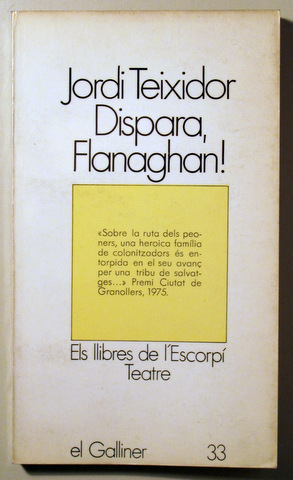 Jordi Teixidor
Dispara,
Flanaghan!
«Sobre la ruta dels peo-
ners, una heroica família
de colonitzadors és en-
torpida en el seu avanç
per una tribu de salvat-
ges...» Premi Ciutat de
Granollers, 1975.
Els llibres de l'Escorpí
Teatre
el Galliner 33